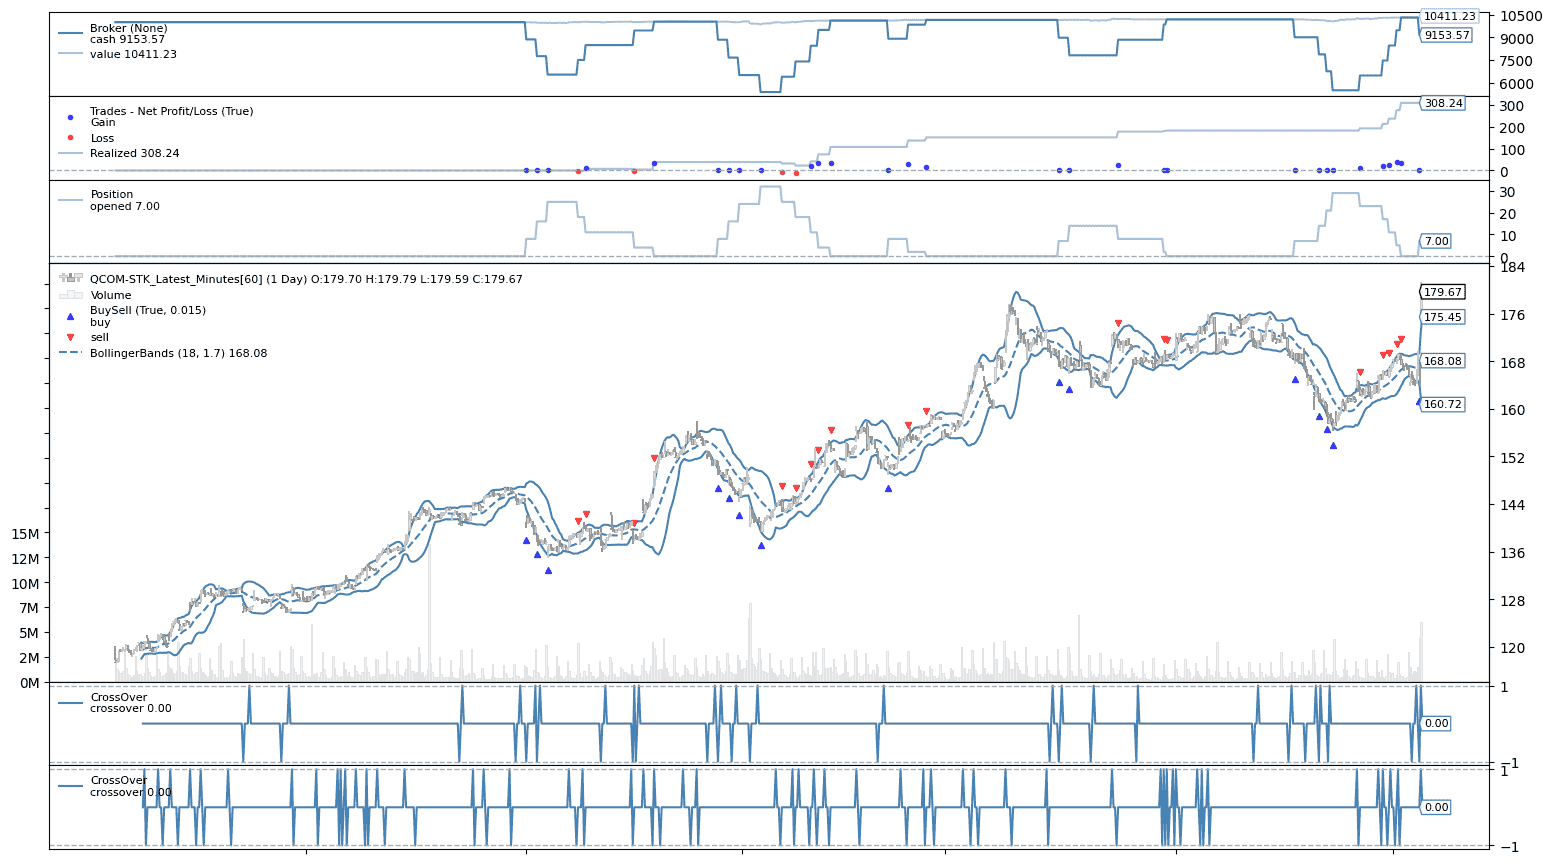 Broker (None)
cash 9153.57
value 10411.23
10500
9000
7500
6000
10411.23
9153.57
Trades - Net Profit/Loss (True)
Gain
Loss
Realized 308.24
300
200
100
0
308.24
Position
opened 7.00
30
20
10
0
7.00
QCOM-STK_Latest_Minutes[60] (1 Day) O:179.70 H:179.79 L:179.59 C:179.67
Volume
BuySell (True, 0.015)
buy
sell
BollingerBands (18, 1.7) 168.08
184
176
168
160
152
144
136
128
120
179.67
175.45
168.08
160.72
15M
12M
10M
7M
5M
2M
0M
CrossOver
crossover 0.00
1
−1
0.00
CrossOver
crossover 0.00
1
−1
0.00